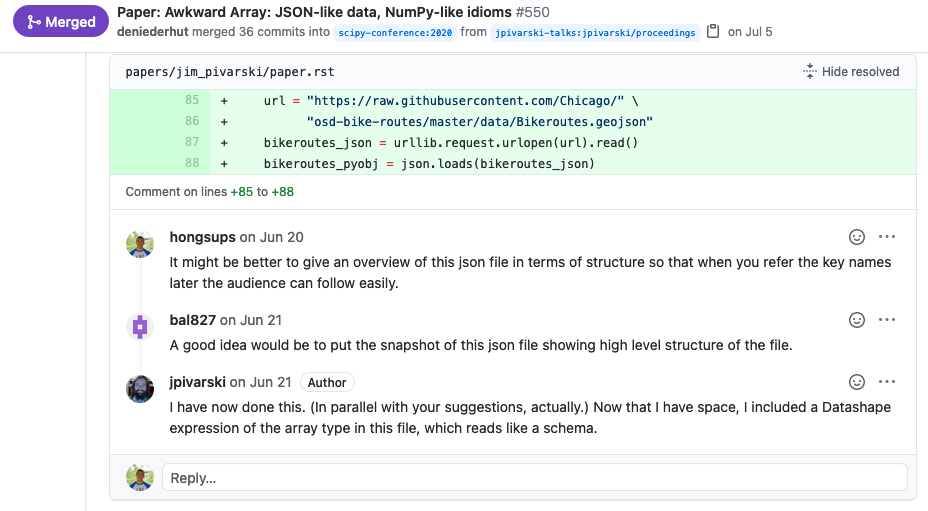 Merged
Paper: Awkward Array: JSON-like data, NumPy-like idioms #550
deniederhut merged 36 commits into scipy-conference:2020 from jpivarski-talks:jpivarski/proceedings on Jul 5
papers/jim_pivarski/paper.rst Hide resolved
85 + url = "https://raw.githubusercontent.com/Chicago/" \
86 + "osd-bike-routes/master/data/Bikeroutes.geojson"
87 + bikeroutes_json = urllib.request.urlopen(url).read()
88 + bikeroutes_pyobj = json.loads(bikeroutes_json)
Comment on lines +85 to +88
hongsups on Jun 20
It might be better to give an overview of this json file in terms of structure so that when you refer the key names
later the audience can follow easily.
bal827 on Jun 21
A good idea would be to put the snapshot of this json file showing high level structure of the file.
jpivarski on Jun 21 Author
I have now done this. (In parallel with your suggestions, actually.) Now that I have space, I included a Datashape
expression of the array type in this file, which reads like a schema.
Reply...